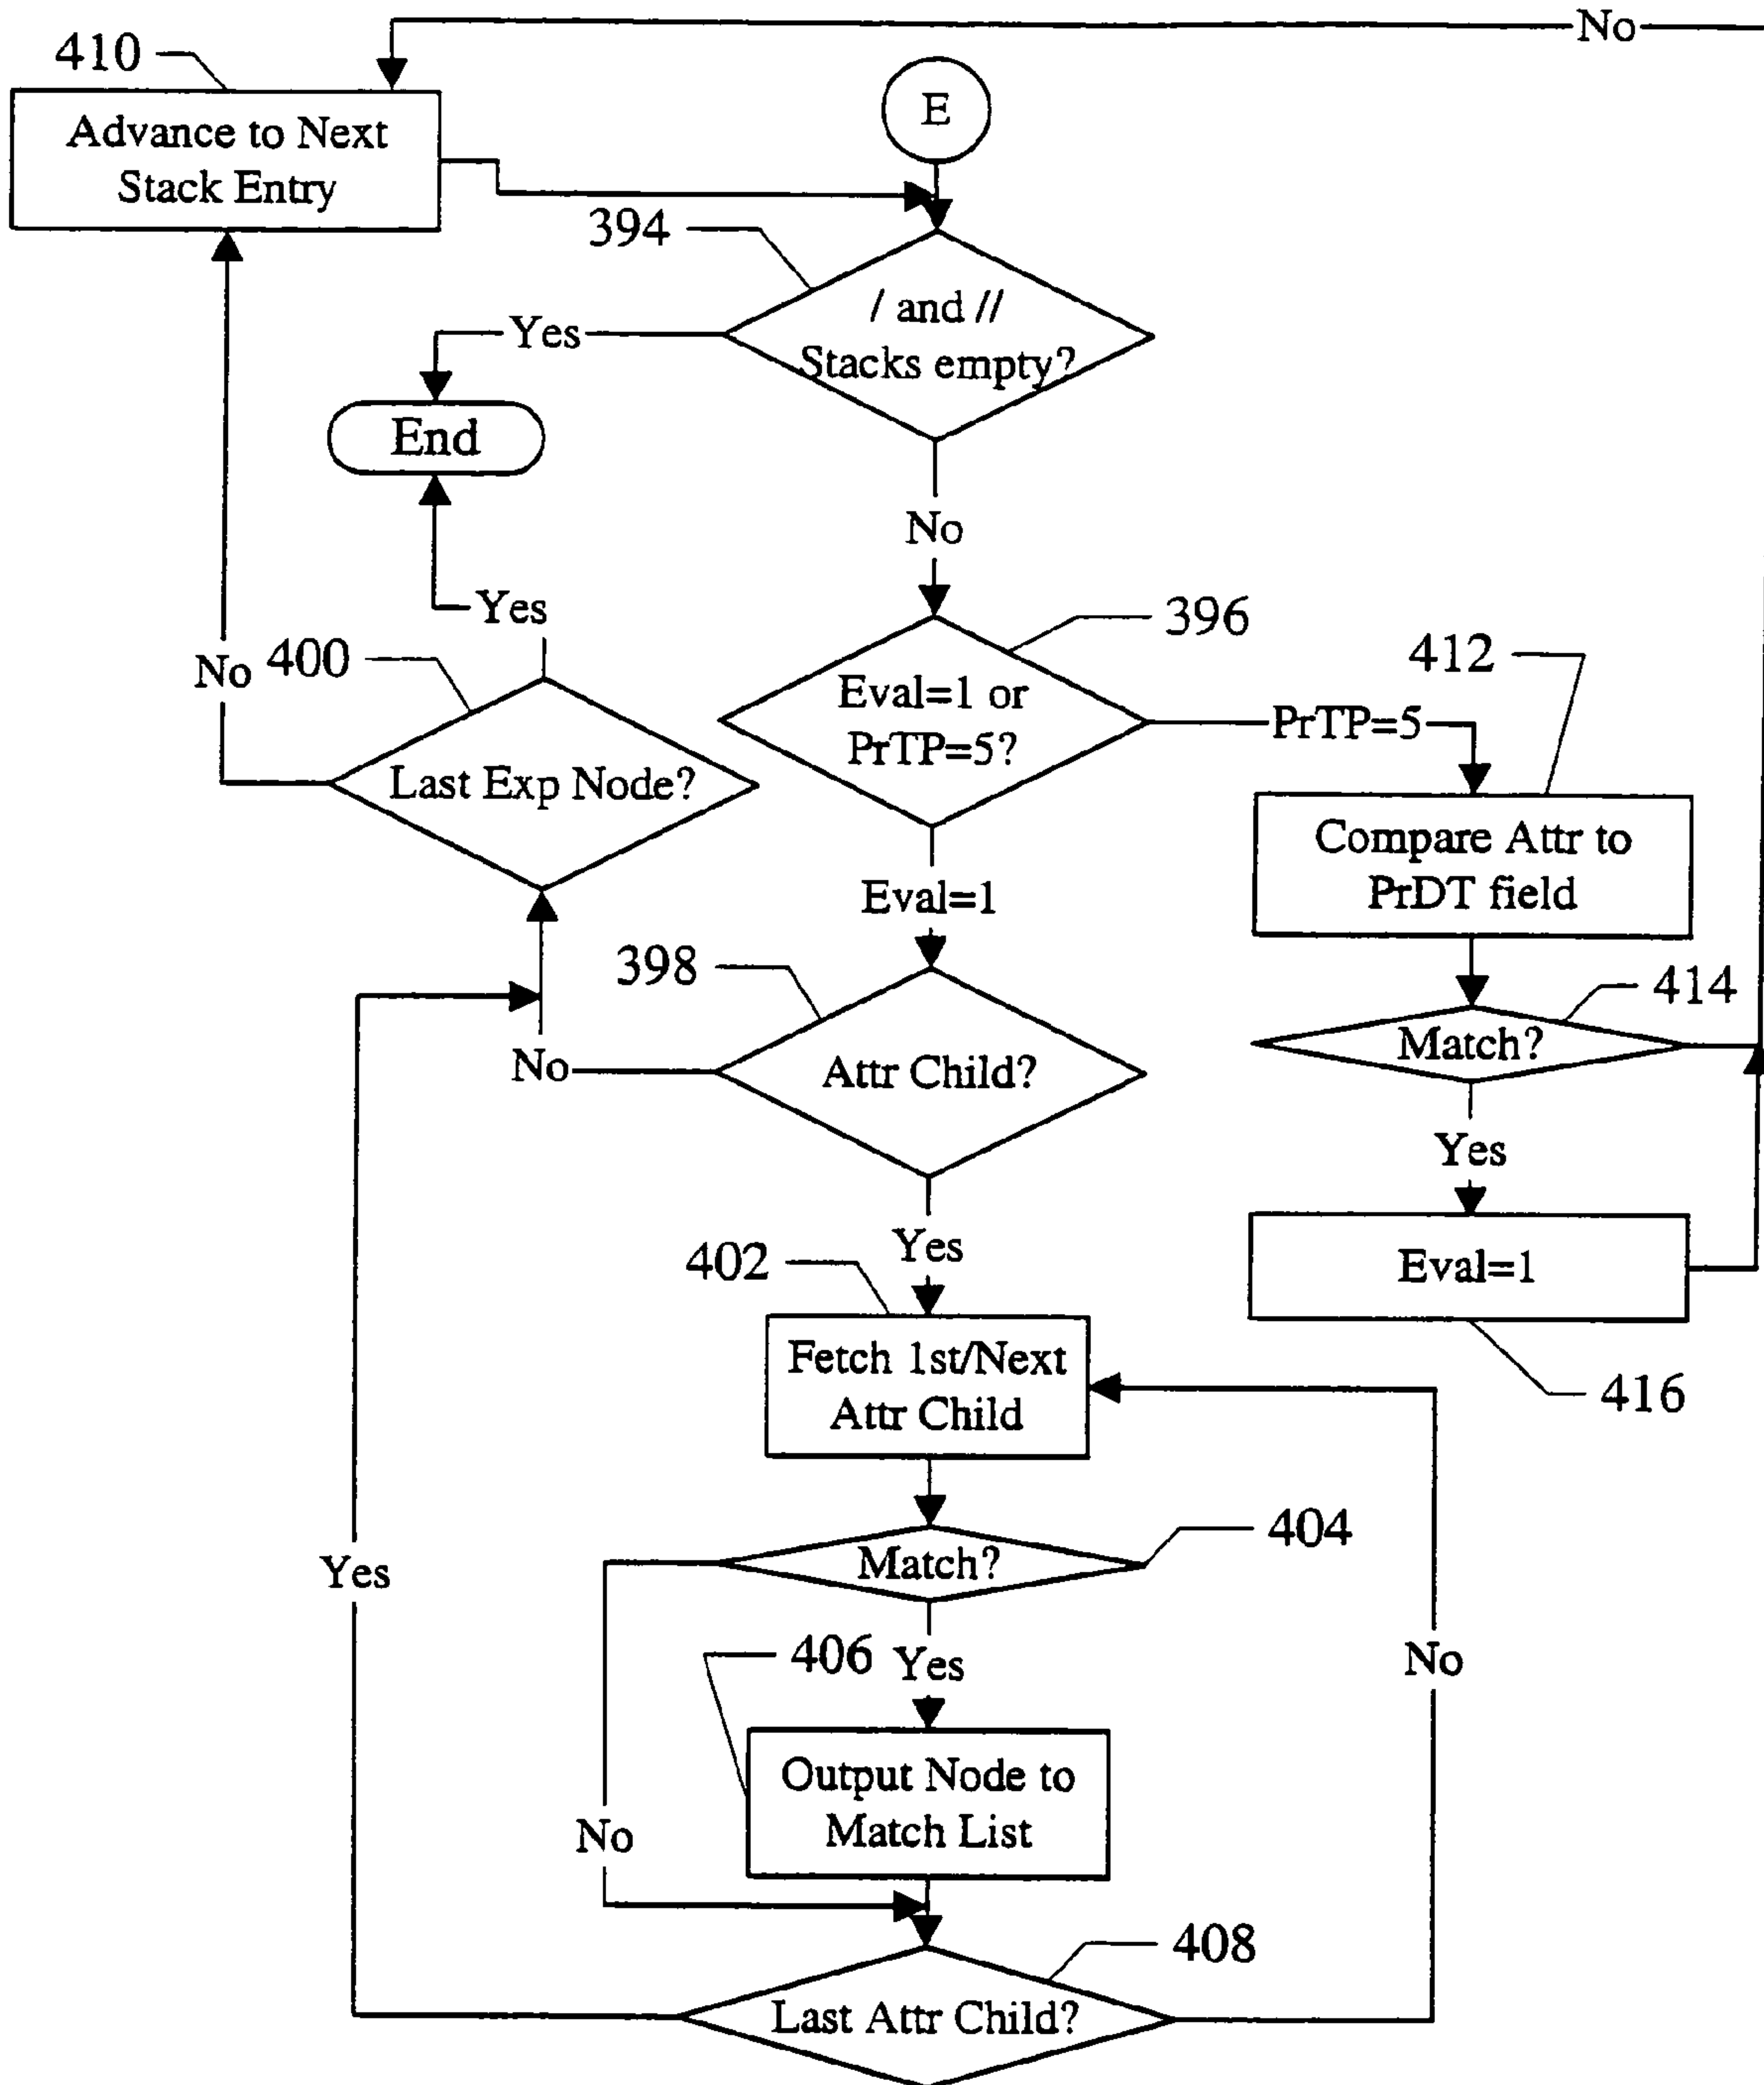 No
410
E
Advance to Next
Stack Entry
394
/ and //
Stacks empty?
Yes
End
No
Yes
396
412
No
400
Eval=1 or
PrTP=5?
PrTP=5
Last Exp Node?
Compare Attr to
PrDT field
Eval=1
398
414
Match?
No
Attr Child?
Yes
Yes
402
Eval=1
Fetch 1st/Next
Attr Child
416
404
Match?
Yes
406
Yes
No
Output Node to
Match List
No
408
Last Attr Child?